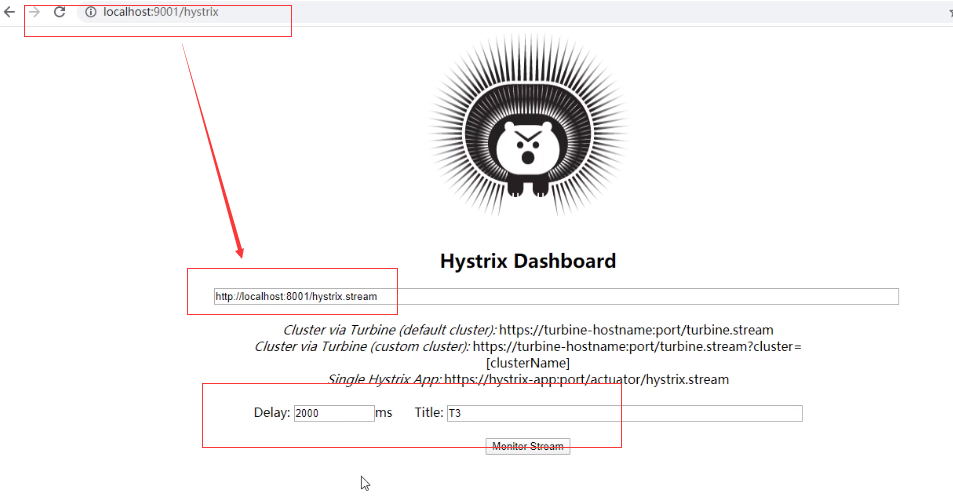 localhost:9001/hystrix
Hystrix Dashboard
http://localhost:8001/hystrix.stream
Cluster via Turbine (default cluster): https://turbine-hostname:port/turbine.stream
Cluster via Turbine (custom cluster): https://turbine-hostname:port/turbine.stream?cluster=
[clusterName]
Single Hystrix App: https://hystrix-app:port/actuator/hystrix.stream
Delay: 2000 ms Title: T3
Monitor Stream